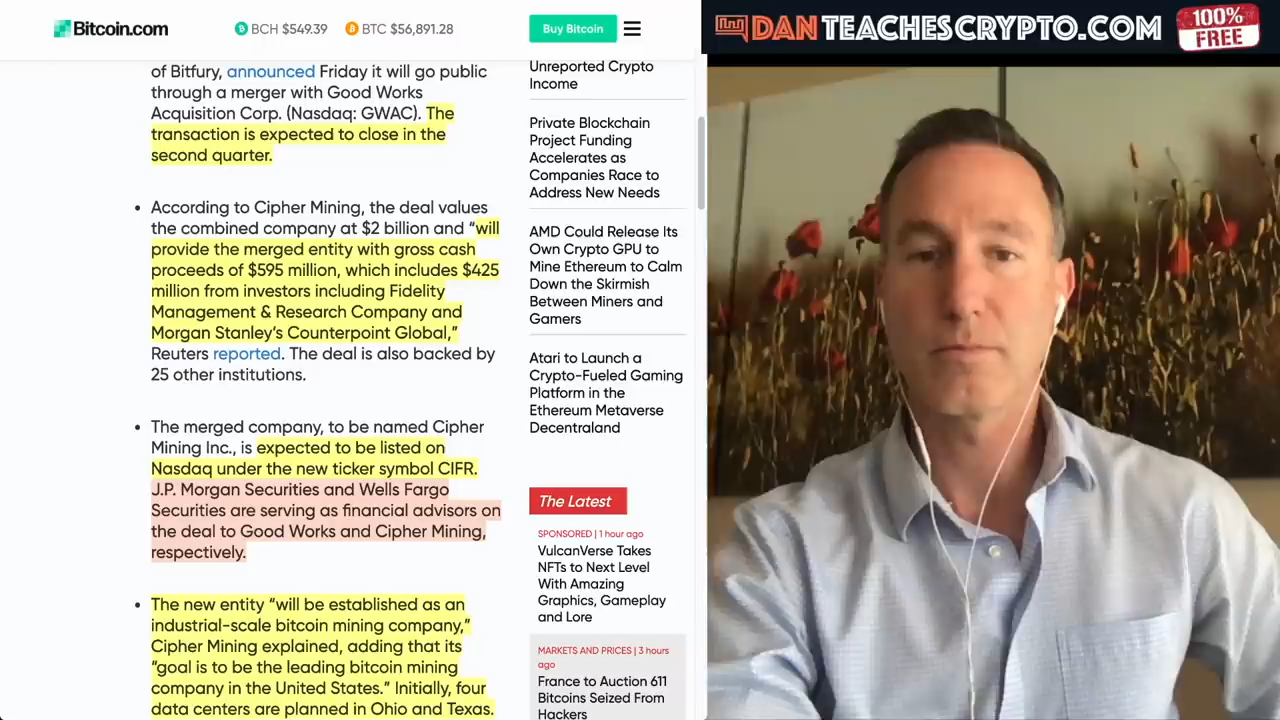 Bitcoin.com
BCH $549.39
BTC $56,891.28
Buy Bitcoin
DANTEACHESCRYPTO.COM
100%
FREE
of Bitfury, announced Friday it will go public
through a merger with Good Works
Acquisition Corp. (Nasdaq: GWAC). The
transaction is expected to close in the
second quarter.
• According to Cipher Mining, the deal values
the combined company at $2 billion and “will
provide the merged entity with gross cash
proceeds of $595 million, which includes $425
million from investors including Fidelity
Management & Research Company and
Morgan Stanley’s Counterpoint Global,”
Reuters reported. The deal is also backed by
25 other institutions.
• The merged company, to be named Cipher
Mining Inc., is expected to be listed on
Nasdaq under the new ticker symbol CIFR.
J.P. Morgan Securities and Wells Fargo
Securities are serving as financial advisors on
the deal to Good Works and Cipher Mining,
respectively.
• The new entity “will be established as an
industrial-scale bitcoin mining company,”
Cipher Mining explained, adding that its
“goal is to be the leading bitcoin mining
company in the United States.” Initially, four
data centers are planned in Ohio and Texas.
Unreported Crypto
Income
Private Blockchain
Project Funding
Accelerates as
Companies Race to
Address New Needs
AMD Could Release Its
Own Crypto GPU to
Mine Ethereum to Calm
Down the Skirmish
Between Miners and
Gamers
Atari to Launch a
Crypto-Fueled Gaming
Platform in the
Ethereum Metaverse
Decentraland
The Latest
SPONSORED | 1 hour ago
VulcanVerse Takes
NFTs to Next Level
With Amazing
Graphics, Gameplay
and Lore
MARKETS AND PRICES | 3 hours
ago
France to Auction 611
Bitcoins Seized From
Hackers